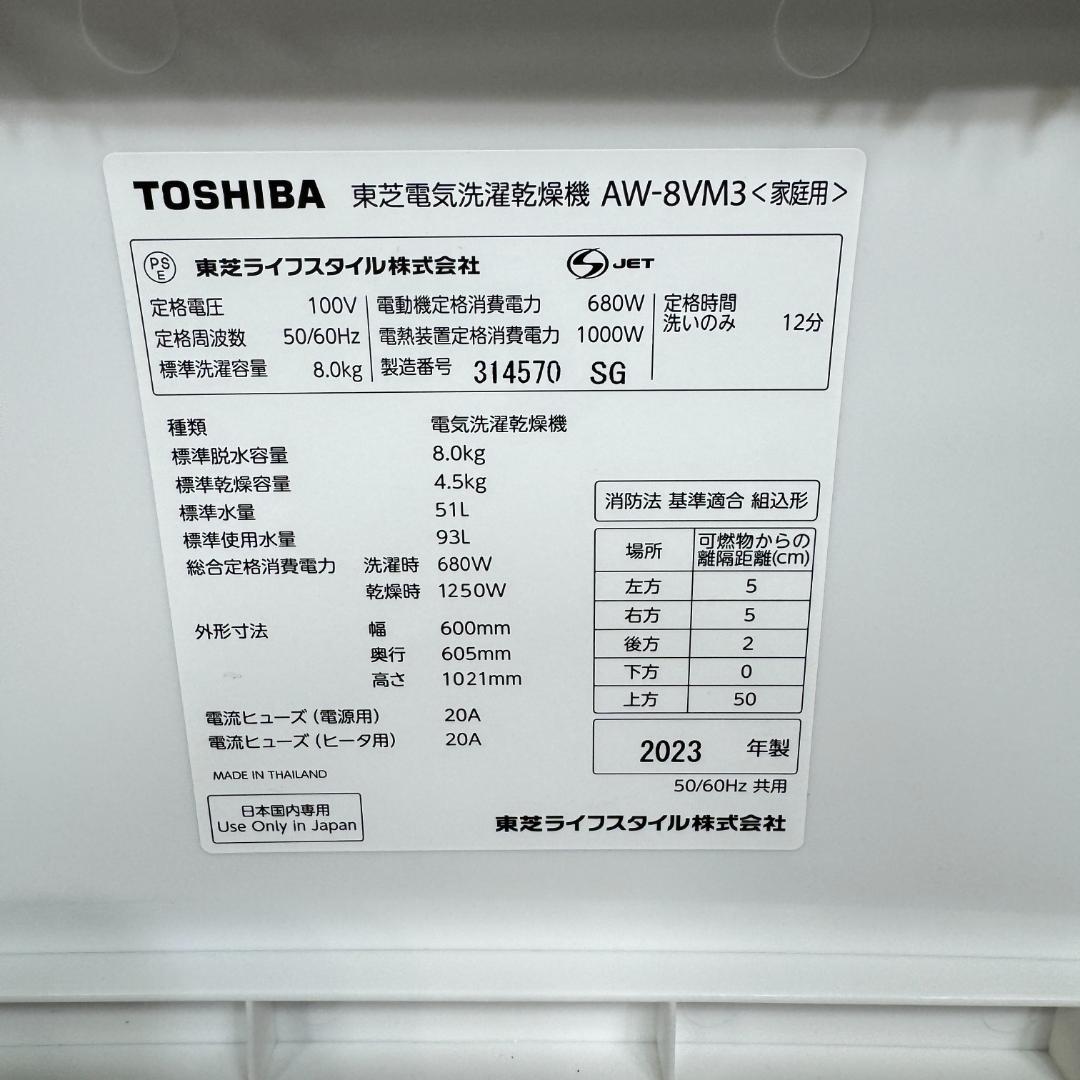 TOSHIBA 東芝電気洗濯乾燥機 AW-8VM3<家庭用>
PS E 東芝ライフスタイル株式会社 S JET
定格電圧 100V 電動機定格消費電力 680W 定格時間
定格周波数 50/60Hz 電熱装置定格消費電力 1000W 洗いのみ 12分
標準洗濯容量 8.0kg 製造番号 314570 SG
種類 電気洗濯乾燥機
標準脱水容量 8.0kg
標準乾燥容量 4.5kg
標準水量 51L
標準使用水量 93L
総合定格消費電力 洗濯時 680W
乾燥時 1250W
外形寸法 幅 600mm
奥行 605mm
高さ 1021mm
電流ヒューズ(電源用) 20A
電流ヒューズ(ヒータ用) 20A
MADE IN THAILAND
日本国内専用
Use Only in Japan
消防法 基準適合 組込形
場所 可燃物からの
離隔距離(cm)
左方 5
右方 5
後方 2
下方 0
上方 50
2023 年製
50/60Hz 共用
東芝ライフスタイル株式会社